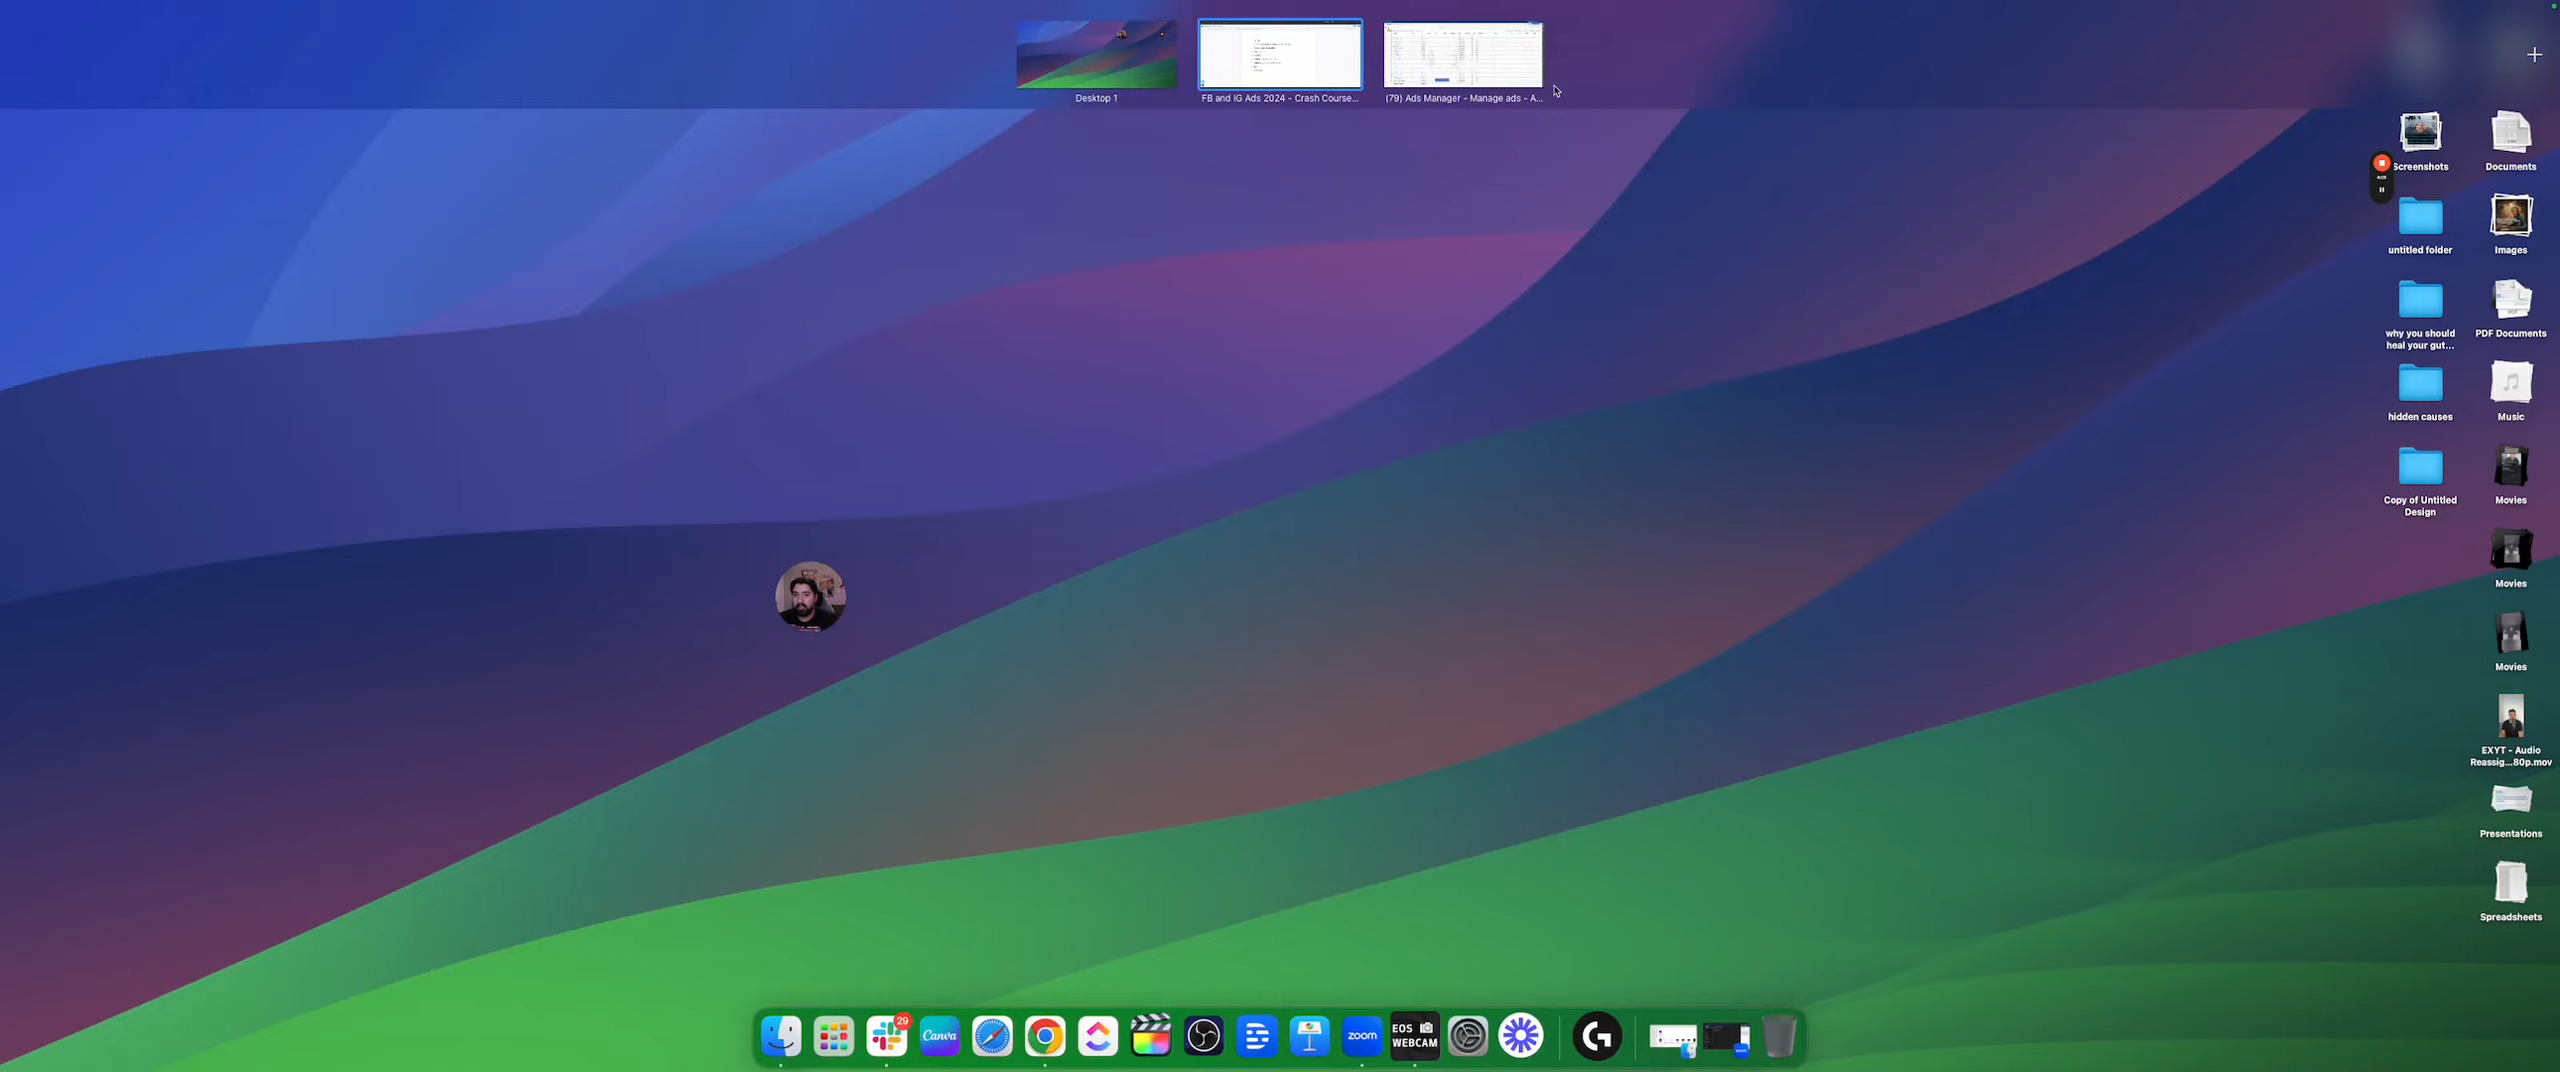 Desktop 1
FB and IG Ads 2024 - Crash Course...
(79) Ads Manager - Manage ads - A...
Screenshots
Documents
untitled folder
Images
why you should
heal your gut...
PDF Documents
hidden causes
Music
Copy of Untitled
Design
Movies
Movies
Movies
EXYT - Audio
Reassig...80p.mov
Presentations
Spreadsheets
29
Canva
zoom
EOS
WEBCAM